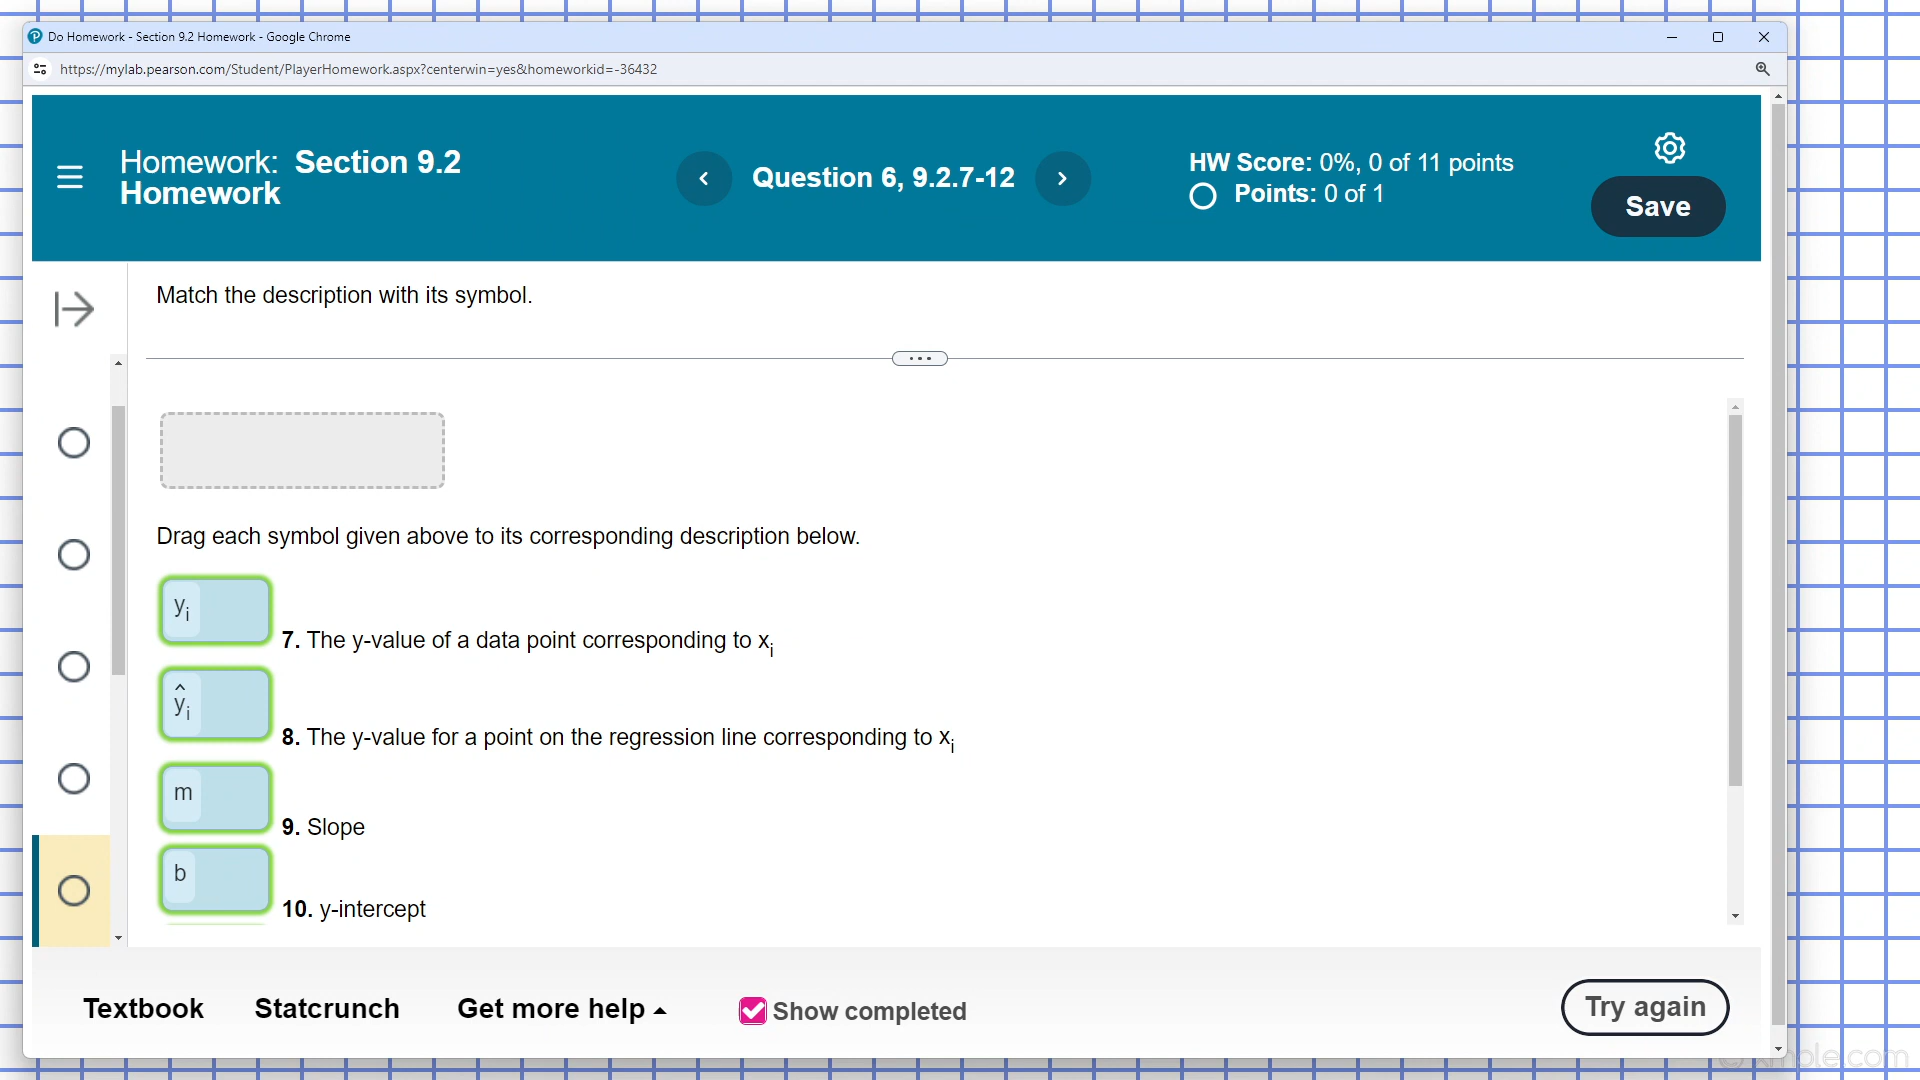 Do Homework - Section 9.2 Homework - Google Chrome
https://mylab.pearson.com/Student/PlayerHomework.aspx?centerwin=yes&homeworkid=-36432
Homework: Section 9.2
Homework
Question 6, 9.2.7-12
HW Score: 0%, 0 of 11 points
Points: 0 of 1
Save
Match the description with its symbol.
Drag each symbol given above to its corresponding description below.
yᵢ
7. The y-value of a data point corresponding to xᵢ
ŷᵢ
8. The y-value for a point on the regression line corresponding to xᵢ
m
9. Slope
b
10. y-intercept
Textbook
Statcrunch
Get more help
Show completed
Try again